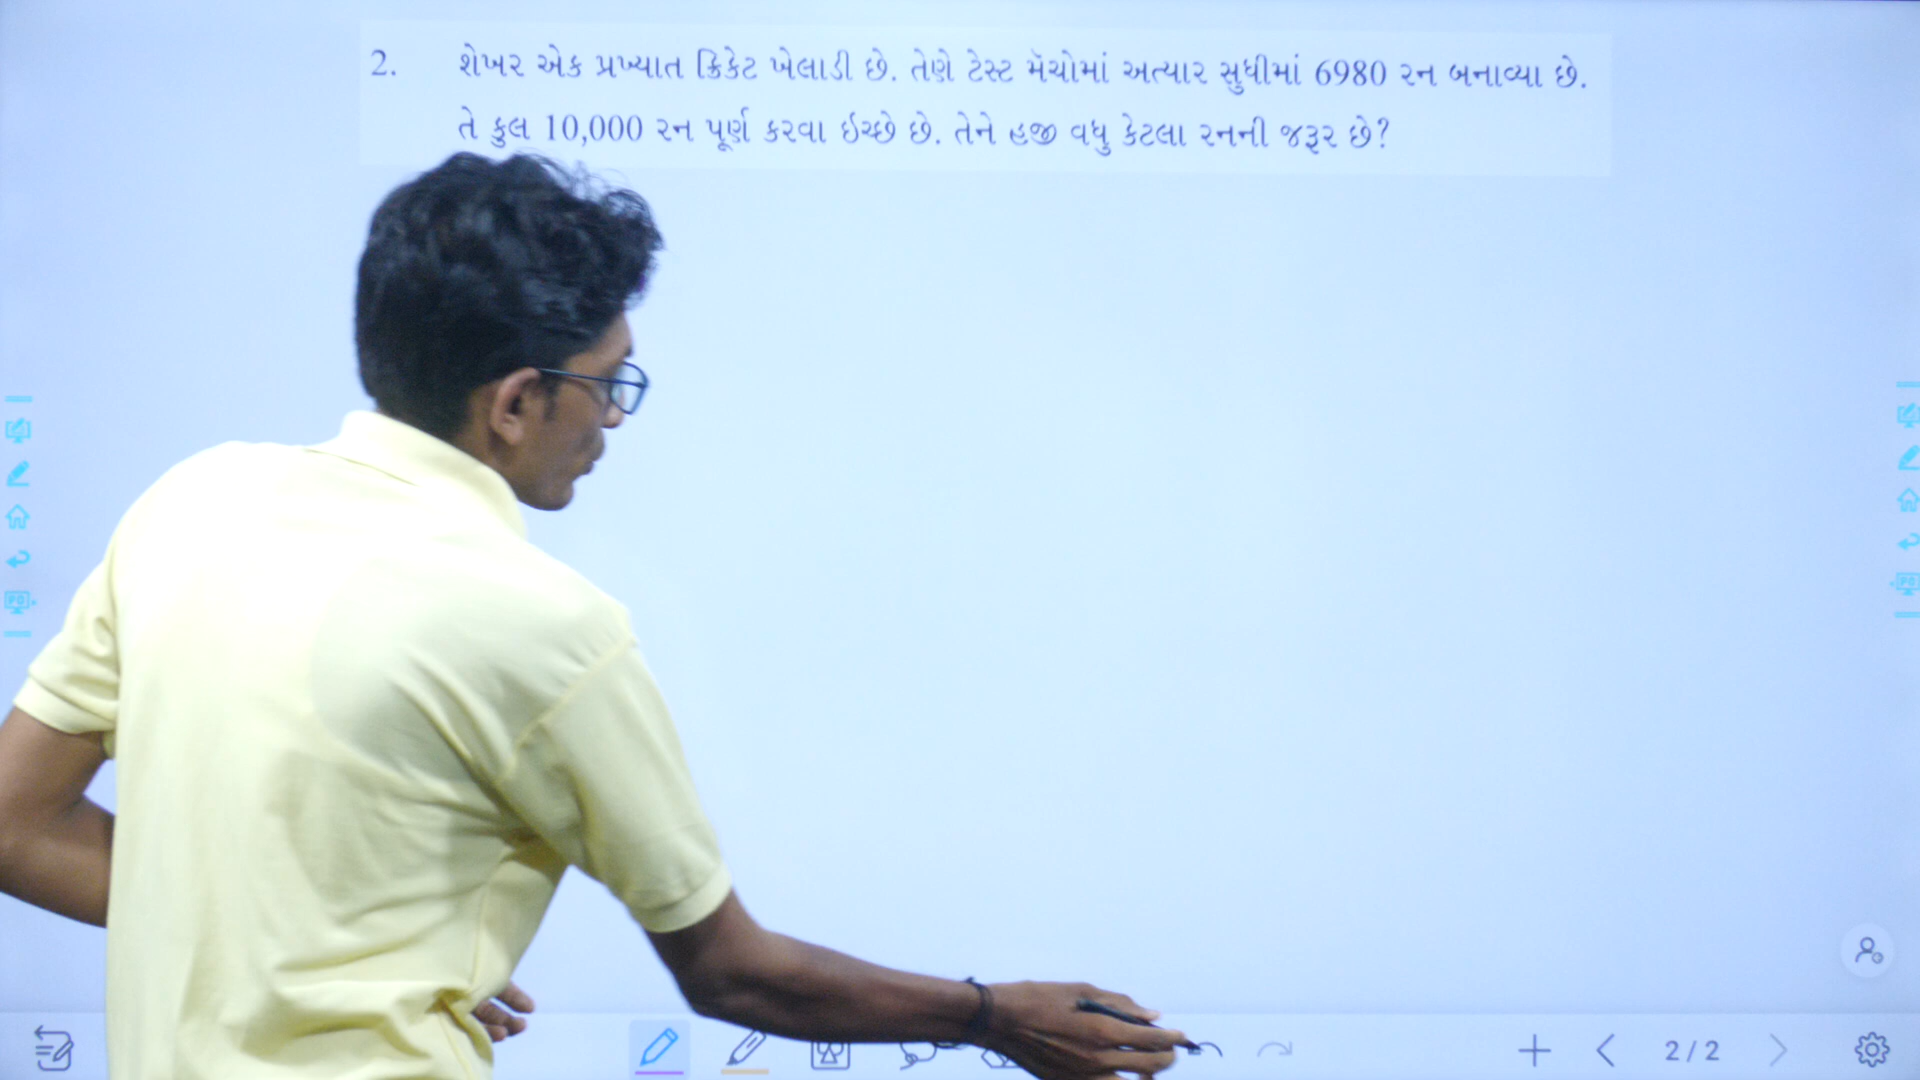 2. શેખર એક પ્રખ્યાત ક્રિકેટ ખેલાડી છે. તેણે ટેસ્ટ મૅચોમાં અત્યાર સુધીમાં 6980 રન બનાવ્યા છે.
તે કુલ 10,000 રન પૂર્ણ કરવા ઇચ્છે છે. તેને હજી વધુ કેટલા રનની જરૂર છે?
2/2